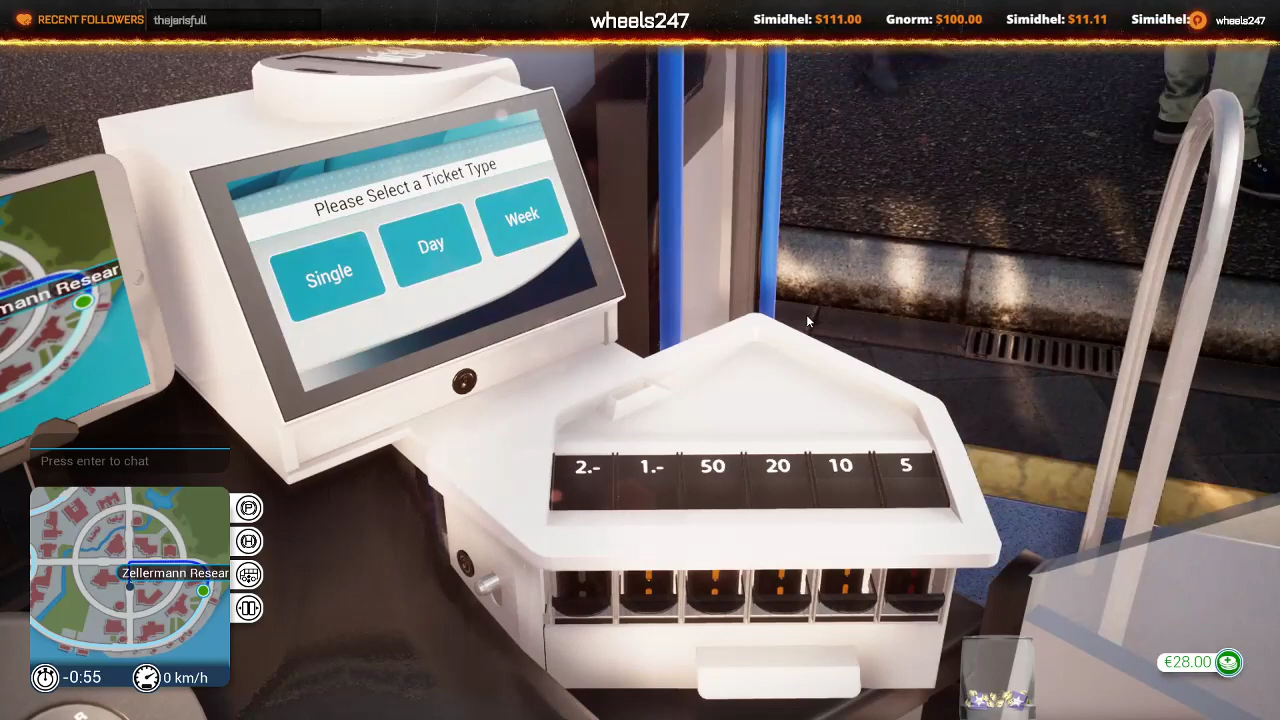 RECENT FOLLOWERS thejarisfull
wheels247
Simidhel: $111.00 Gnorm: $100.00 Simidhel: $11.11 Simidhel:
wheels247
Please Select a Ticket Type
Single Day Week
mann Resear
2.- 1.- 50 20 10 5
Press enter to chat
Zellermann Resear
-0:55 0 km/h
€28.00